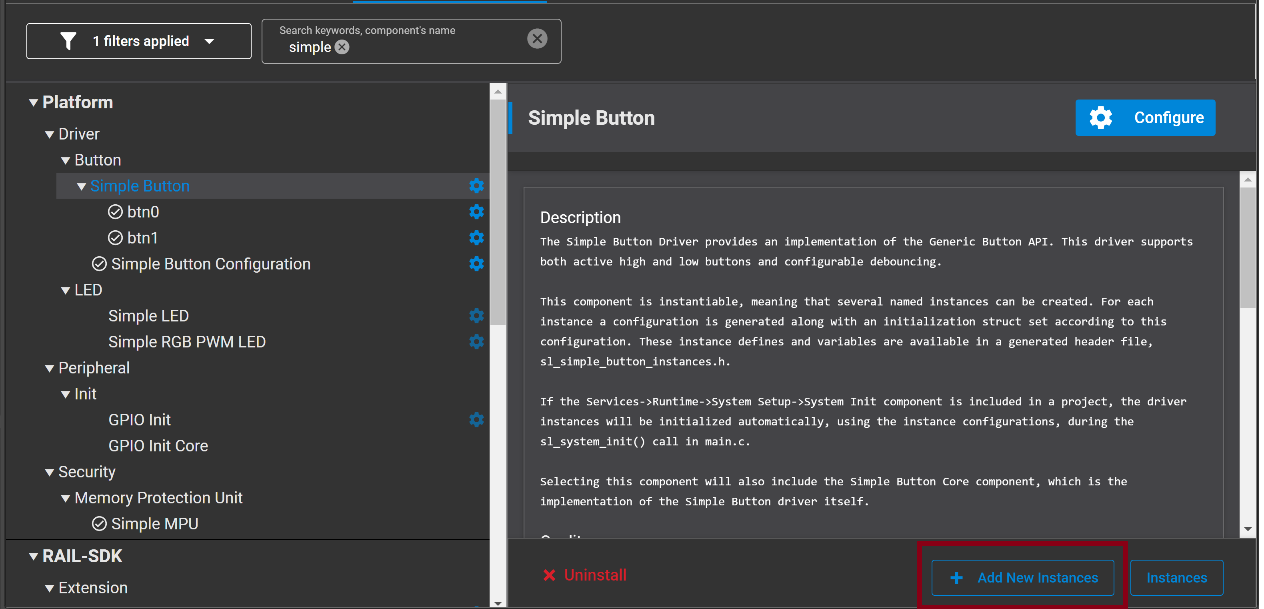 1 filters applied
Search keywords, component's name
simple
Platform
Driver
Button
Simple Button
btn0
btn1
Simple Button Configuration
LED
Simple LED
Simple RGB PWM LED
Peripheral
Init
GPIO Init
GPIO Init Core
Security
Memory Protection Unit
Simple MPU
RAIL-SDK
Extension
Simple Button
Configure
Description
The Simple Button Driver provides an implementation of the Generic Button API. This driver supports
both active high and low buttons and configurable debouncing.
This component is instantiable, meaning that several named instances can be created. For each
instance a configuration is generated along with an initialization struct set according to this
configuration. These instance defines and variables are available in a generated header file,
sl_simple_button_instances.h.
If the Services->Runtime->System Setup->System Init component is included in a project, the driver
instances will be initialized automatically, using the instance configurations, during the
sl_system_init() call in main.c.
Selecting this component will also include the Simple Button Core component, which is the
implementation of the Simple Button driver itself.
Uninstall
Add New Instances
Instances